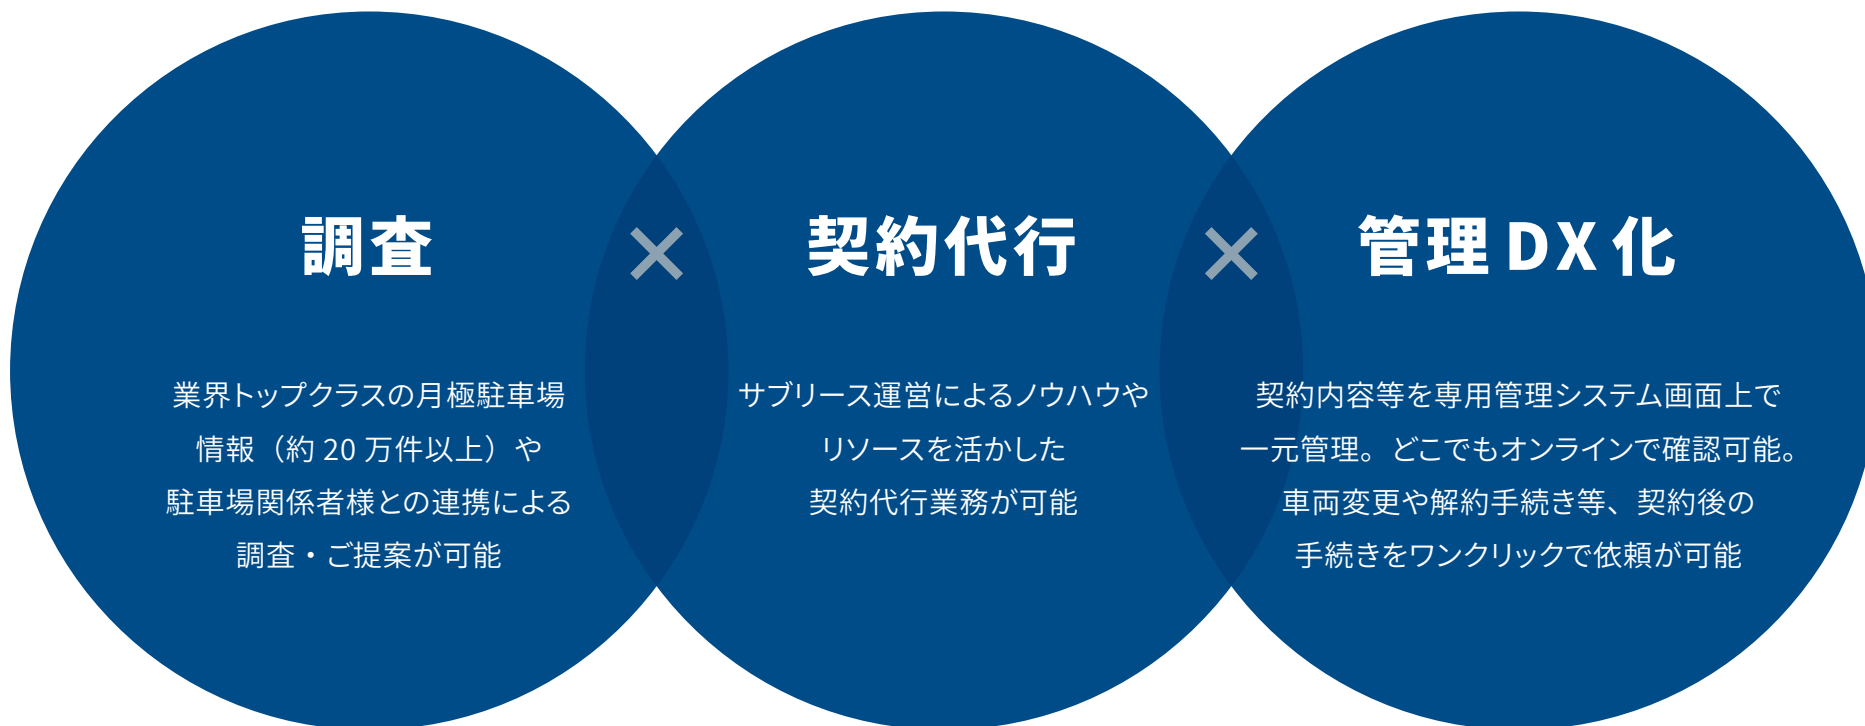 調査
×
契約代行
×
管理DX化
業界トップクラスの月極駐車場
情報（約20万件以上）や
駐車場関係者様との連携による
調査・ご提案が可能
サブリース運営によるノウハウや
リソースを活かした
契約代行業務が可能
契約内容等を専用管理システム画面上で
一元管理。どこでもオンラインで確認可能。
車両変更や解約手続き等、契約後の
手続きをワンクリックで依頼が可能